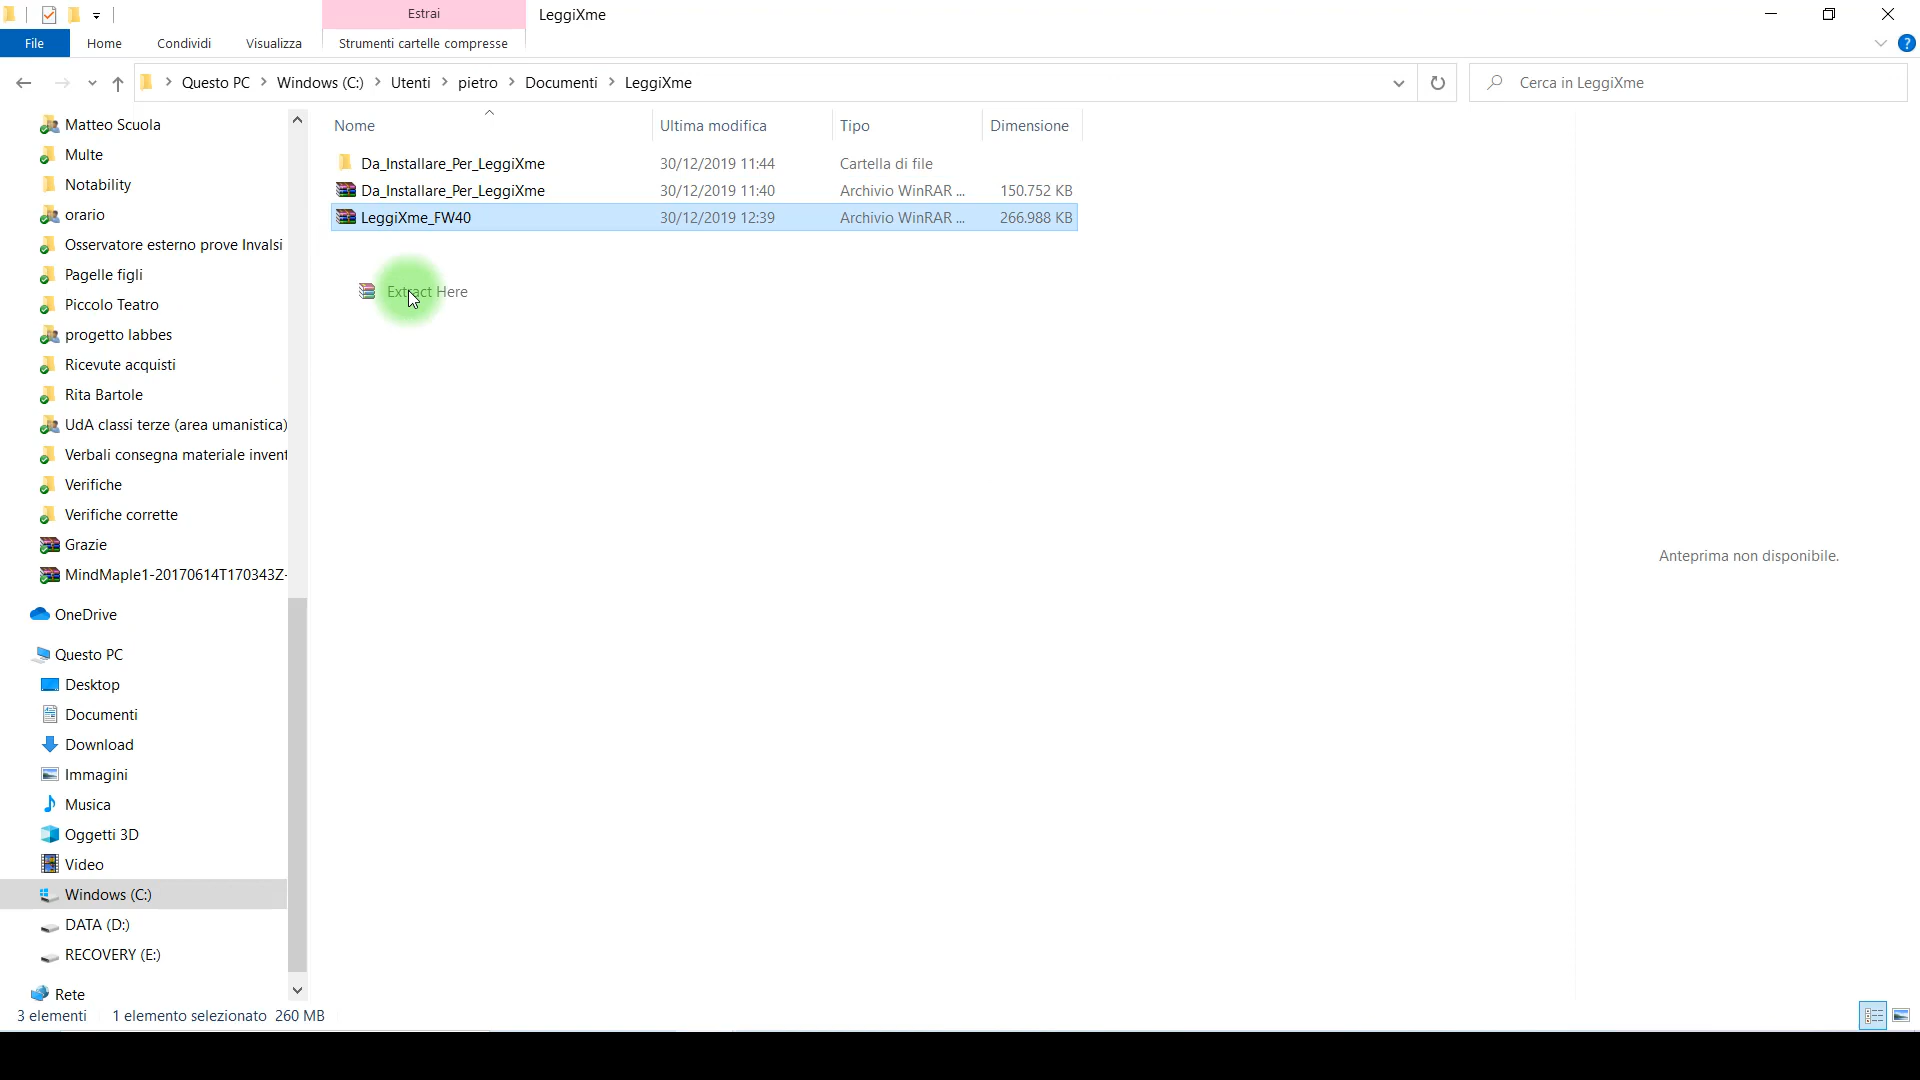 Estrai
LeggiXme
File
Home
Condividi
Visualizza
Strumenti cartelle compresse
?
Questo PC
Windows (C:)
Utenti
pietro
Documenti
LeggiXme
Cerca in LeggiXme
Matteo Scuola
Multe
Notability
orario
Osservatore esterno prove Invalsi
Pagelle figli
Piccolo Teatro
progetto labbes
Ricevute acquisti
Rita Bartole
UdA classi terze (area umanistica)
Verbali consegna materiale invent
Verifiche
Verifiche corrette
Grazie
MindMaple1-20170614T170343Z-
OneDrive
Questo PC
Desktop
Documenti
Download
Immagini
Musica
Oggetti 3D
Video
Windows (C:)
DATA (D:)
RECOVERY (E:)
Rete
Nome Ultima modifica Tipo Dimensione
Da_Installare_Per_LeggiXme 30/12/2019 11:44 Cartella di file
Da_Installare_Per_LeggiXme 30/12/2019 11:40 Archivio WinRAR ... 150.752 KB
LeggiXme_FW40 30/12/2019 12:39 Archivio WinRAR ... 266.988 KB
Extract Here
Anteprima non disponibile.
3 elementi 1 elemento selezionato 260 MB